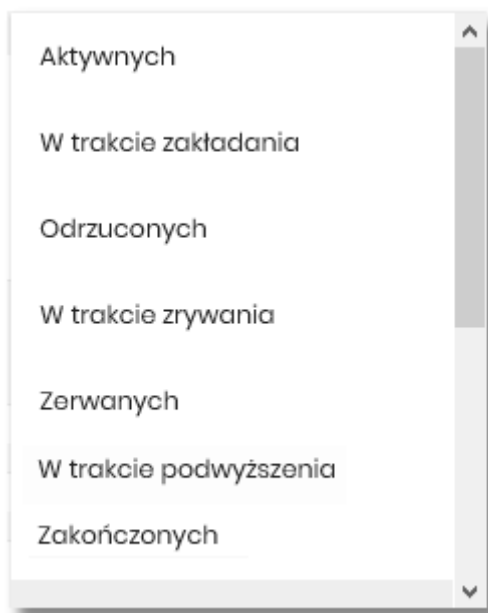 Aktywnych
W trakcie zakładania
Odrzuconych
W trakcie zrywania
Zerwanych
W trakcie podwyższenia
Zakończonych